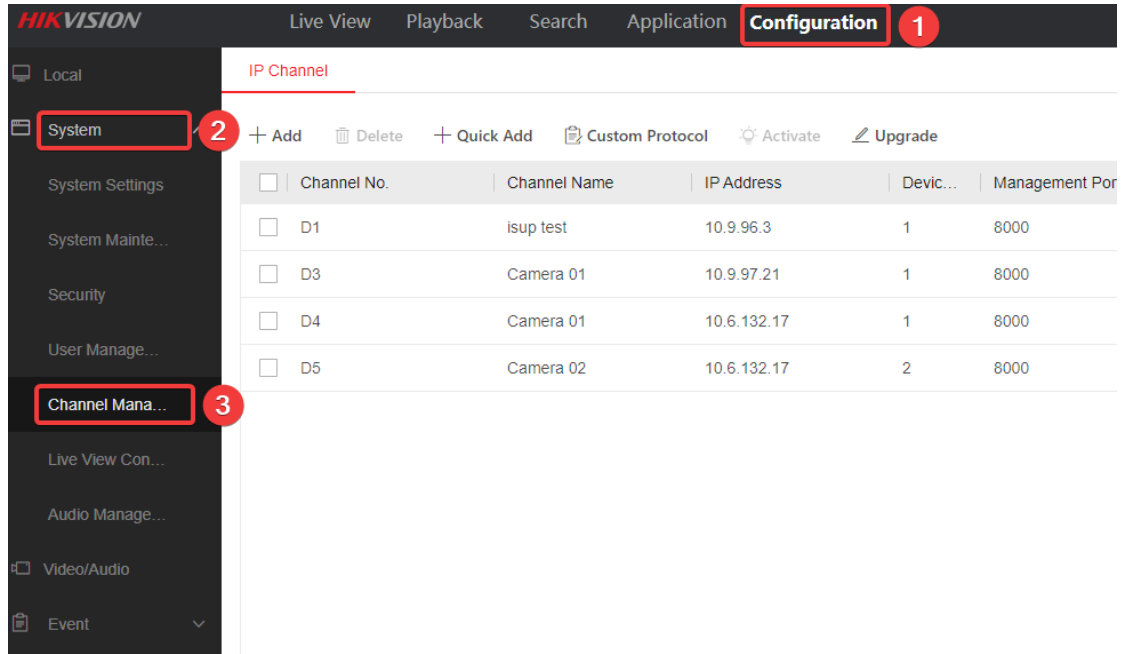 HIKVISION Live View Playback Search Application Configuration 1
Local
IP Channel
System 2
Add Delete Quick Add Custom Protocol Activate Upgrade
System Settings
Channel No. Channel Name IP Address Devic... Management Por
D1 isup test 10.9.96.3 1 8000
System Mainte...
D3 Camera 01 10.9.97.21 1 8000
Security
D4 Camera 01 10.6.132.17 1 8000
User Manage...
D5 Camera 02 10.6.132.17 2 8000
Channel Mana... 3
Live View Con...
Audio Manage...
Video/Audio
Event